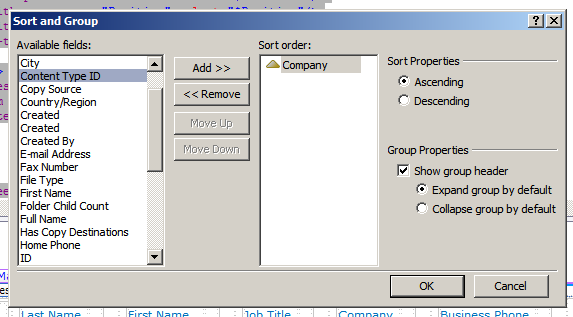 Sort and Group
Available fields:
City
Content Type ID
Copy Source
Country/Region
Created
Created
Created By
E-mail Address
Fax Number
File Type
First Name
Folder Child Count
Full Name
Has Copy Destinations
Home Phone
ID
Add >>
<< Remove
Move Up
Move Down
Sort order:
Company
Sort Properties
Ascending
Descending
Group Properties
Show group header
Expand group by default
Collapse group by default
OK
Cancel
Last Name First Name Job Title Company Business Phone